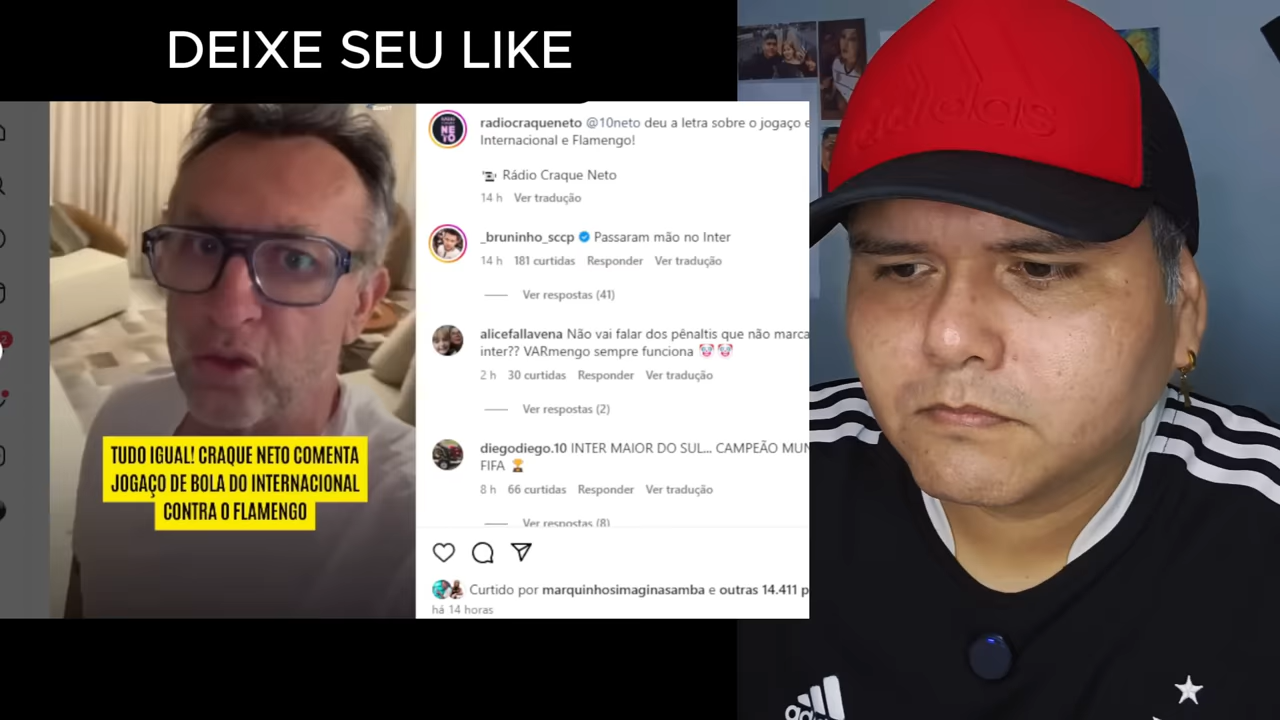 DEIXE SEU LIKE
radiocraqueneto @10neto deu a letra sobre o jogaço e
Internacional e Flamengo!
Rádio Craque Neto
14 h Ver tradução
_bruninho_sccp Passaram mão no Inter
14 h 181 curtidas Responder Ver tradução
Ver respostas (41)
alicefallavena Não vai falar dos pênaltis que não marca
inter?? VARmengo sempre funciona 🤡🤡
2 h 30 curtidas Responder Ver tradução
Ver respostas (2)
diegodiego.10 INTER MAIOR DO SUL... CAMPEÃO MUN
FIFA 🏆
8 h 66 curtidas Responder Ver tradução
Ver respostas (8)
Curtido por marquinhosimaginasamba e outras 14.411 p
há 14 horas
TUDO IGUAL! CRAQUE NETO COMENTA
JOGAÇO DE BOLA DO INTERNACIONAL
CONTRA O FLAMENGO
adidas